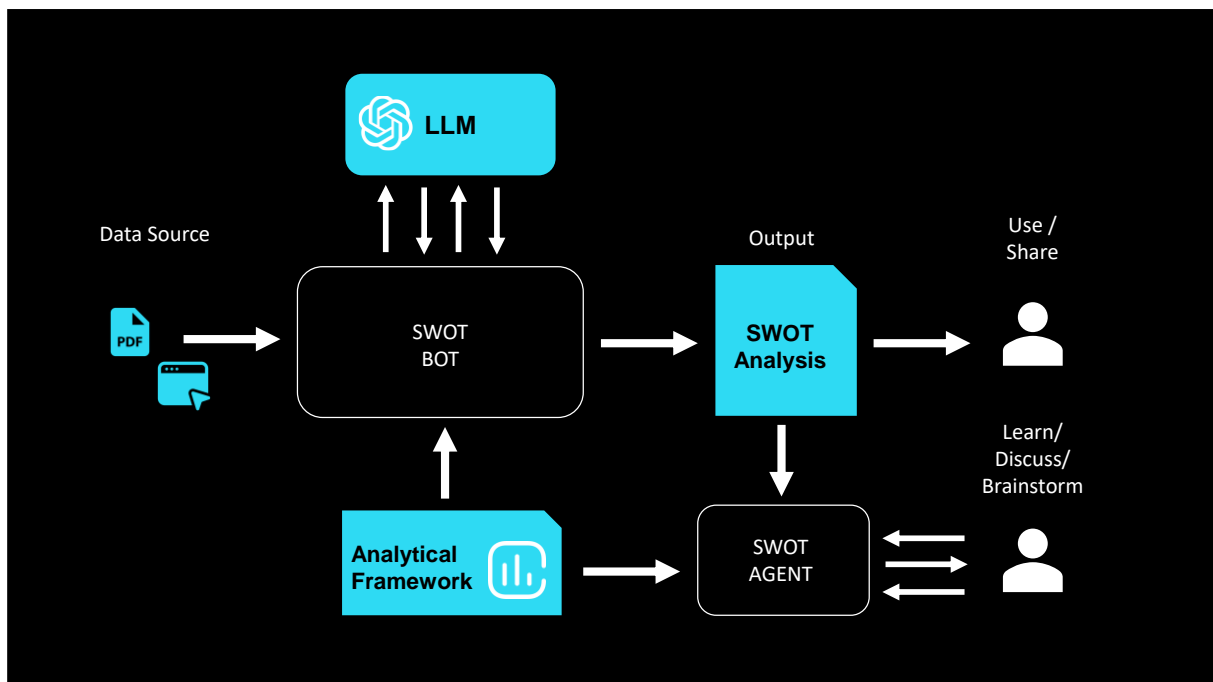 LLM
Data Source
PDF
SWOT
BOT
Output
SWOT
Analysis
Use /
Share
Analytical
Framework
SWOT
AGENT
Learn/
Discuss/
Brainstorm